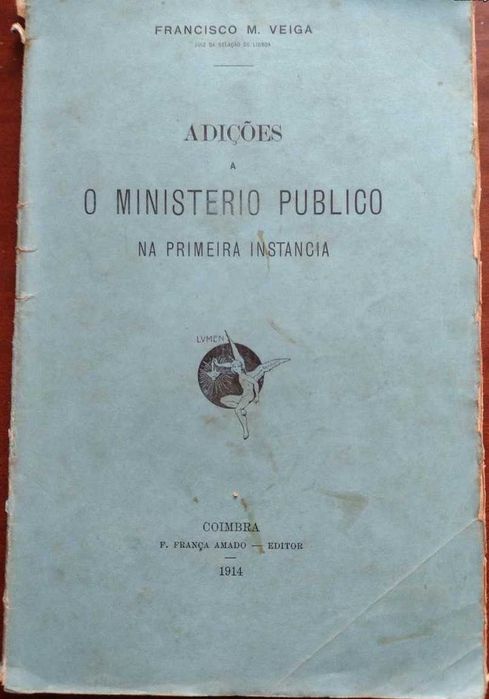 FRANCISCO M. VEIGA
JUIZ DA RELAÇÃO DE LISBOA
ADIÇÕES
A
O MINISTERIO PUBLICO
NA PRIMEIRA INSTANCIA
LVMEN
COIMBRA
F. FRANÇA AMADO — EDITOR
1914